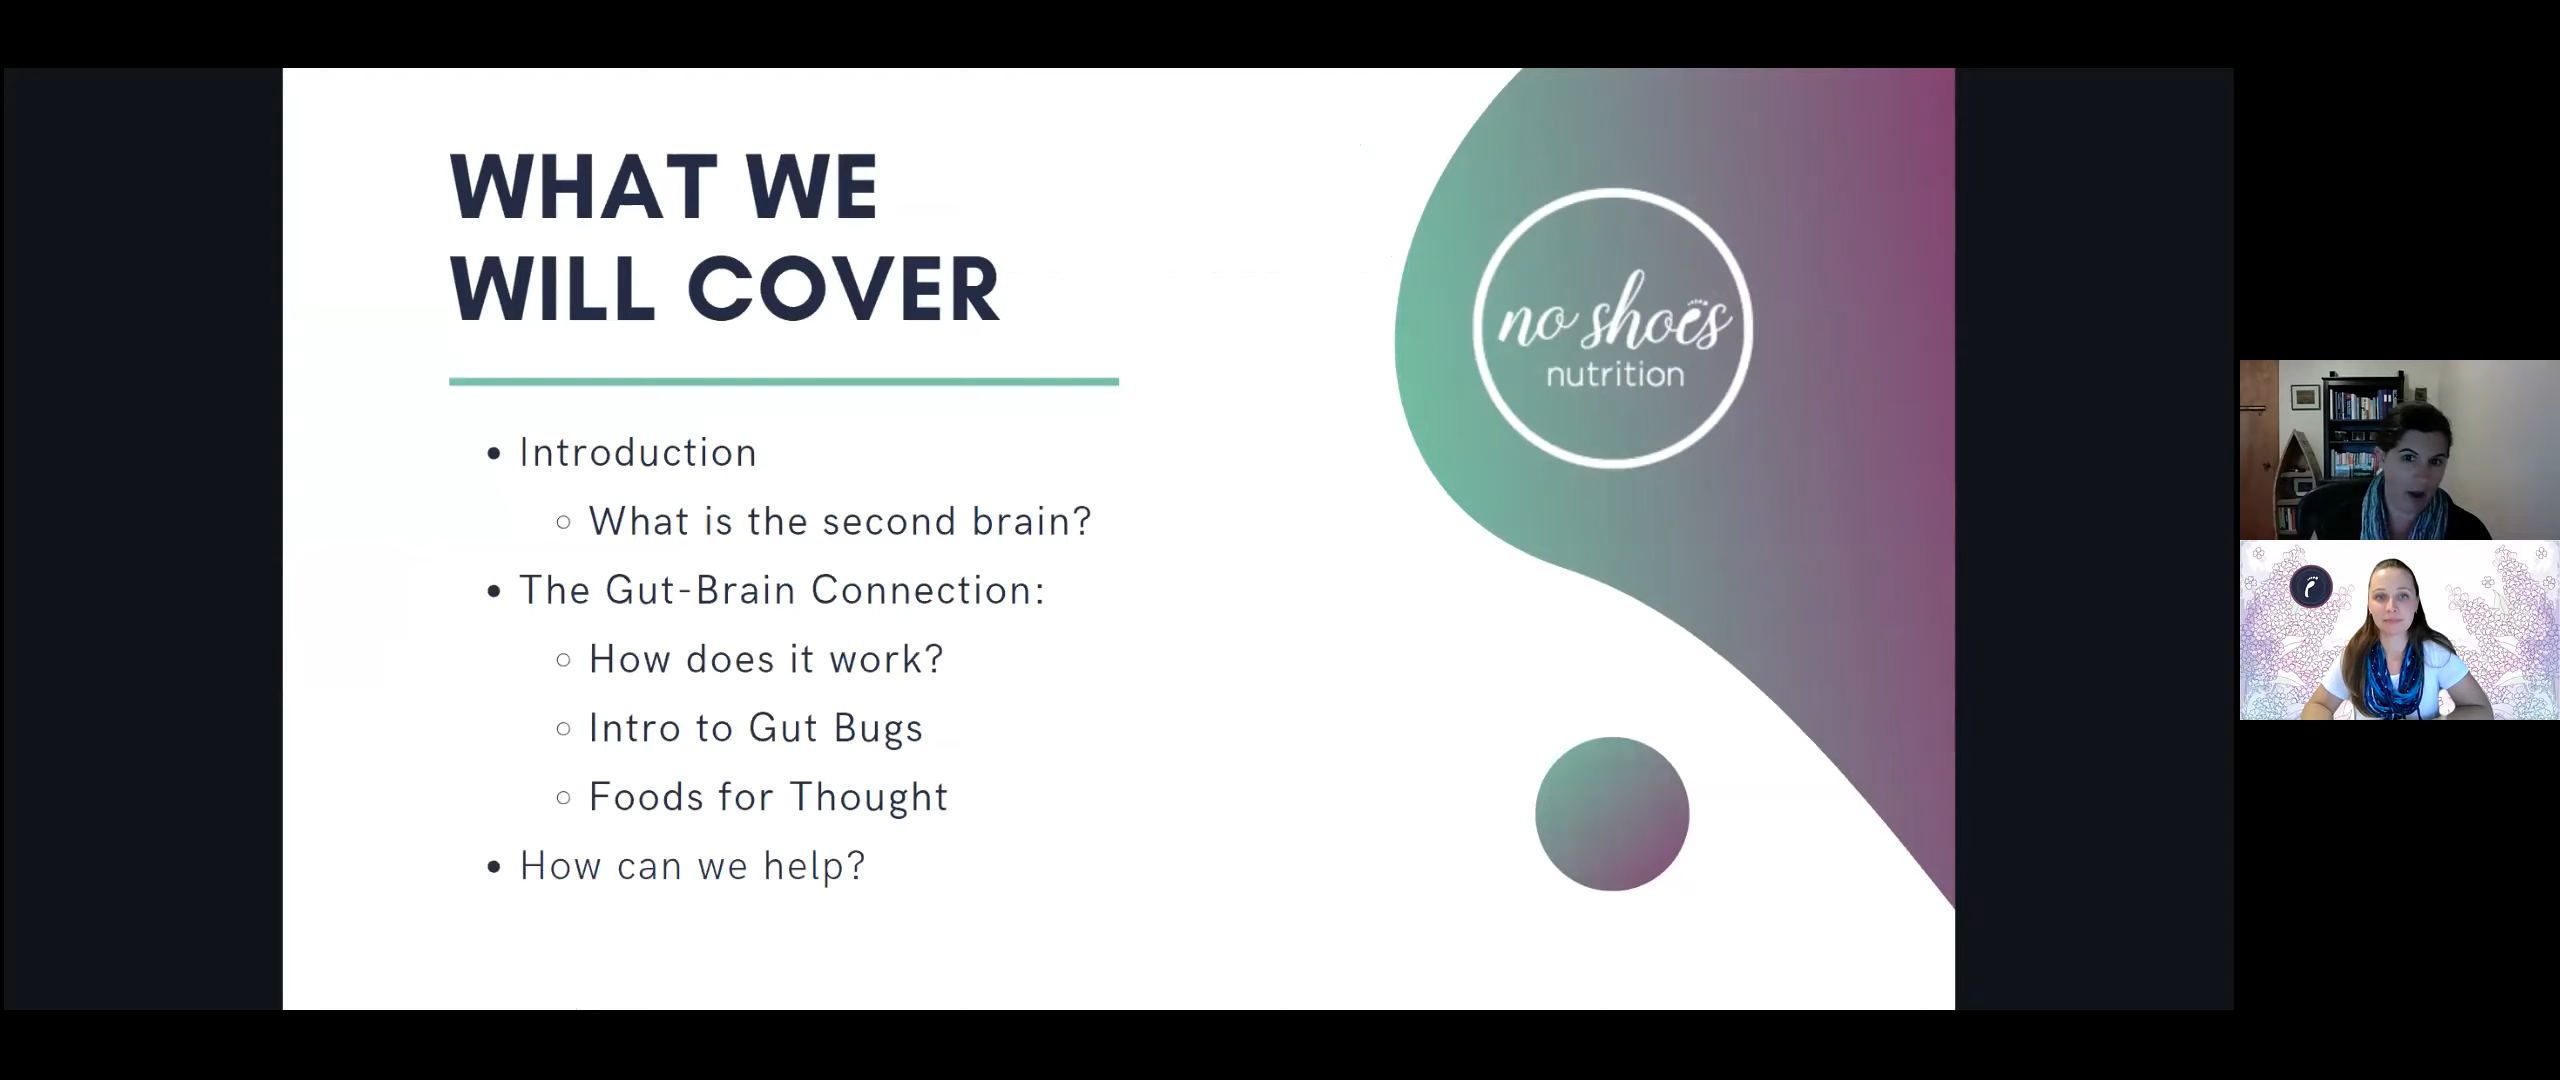 WHAT WE
WILL COVER
no shoes
nutrition
• Introduction
○ What is the second brain?
• The Gut-Brain Connection:
○ How does it work?
○ Intro to Gut Bugs
○ Foods for Thought
• How can we help?